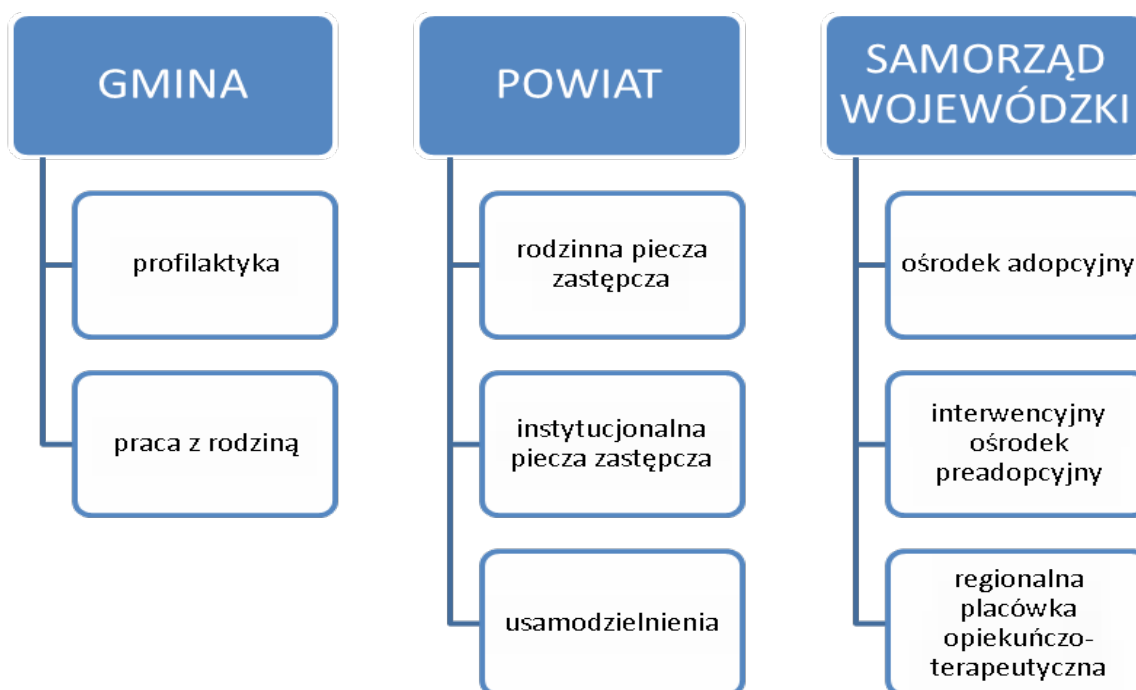 GMINA
profilaktyka
praca z rodziną
POWIAT
rodzinna piecza
zastępcza
instytucjonalna
piecza zastępcza
usamodzielnienia
SAMORZĄD
WOJEWÓDZKI
ośrodek adopcyjny
interwencyjny
ośrodek
preadopcyjny
regionalna
placówka
opiekuńczo-
terapeutyczna